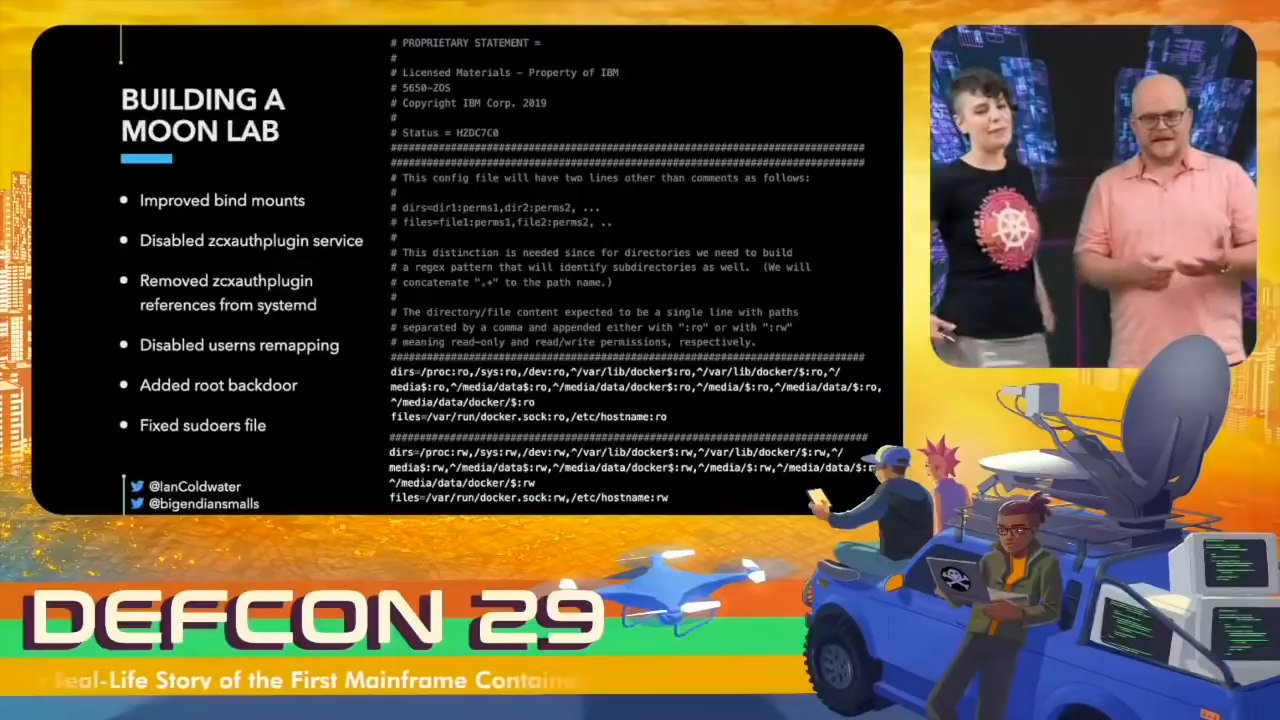 BUILDING A
MOON LAB
• Improved bind mounts
• Disabled zcxauthplugin service
• Removed zcxauthplugin
references from systemd
• Disabled userns remapping
• Added root backdoor
• Fixed sudoers file
@IanColdwater
@bigendiansmalls
# PROPRIETARY STATEMENT =
#
# Licensed Materials - Property of IBM
# 5650-ZOS
# Copyright IBM Corp. 2019
#
# Status = HZDC7C0
################################################################################
################################################################################
# This config file will have two lines other than comments as follows:
#
# dirs=dir1:perms1,dir2:perms2, ...
# files=file1:perms1,file2:perms2, ..
#
# This distinction is needed since for directories we need to build
# a regex pattern that will identify subdirectories as well.  (We will
# concatenate ".+" to the path name.)
#
# The directory/file content expected to be a single line with paths
# separated by a comma and appended either with ":ro" or with ":rw"
# meaning read-only and read/write permissions, respectively.
################################################################################
dirs=/proc:ro,/sys:ro,/dev:ro,^/var/lib/docker$:ro,^/var/lib/docker/$:ro,^/
media$:ro,^/media/data$:ro,^/media/data/docker$:ro,^/media/$:ro,^/media/data/$:ro,
^/media/data/docker/$:ro
files=/var/run/docker.sock:ro,/etc/hostname:ro
################################################################################
dirs=/proc:rw,/sys:rw,/dev:rw,^/var/lib/docker$:rw,^/var/lib/docker/$:rw,^/
media$:rw,^/media/data$:rw,^/media/data/docker$:rw,^/media/$:rw,^/media/data/$:r
^/media/data/docker/$:rw
files=/var/run/docker.sock:rw,/etc/hostname:rw
DEFCON 29
Real-Life Story of the First Mainframe Containe